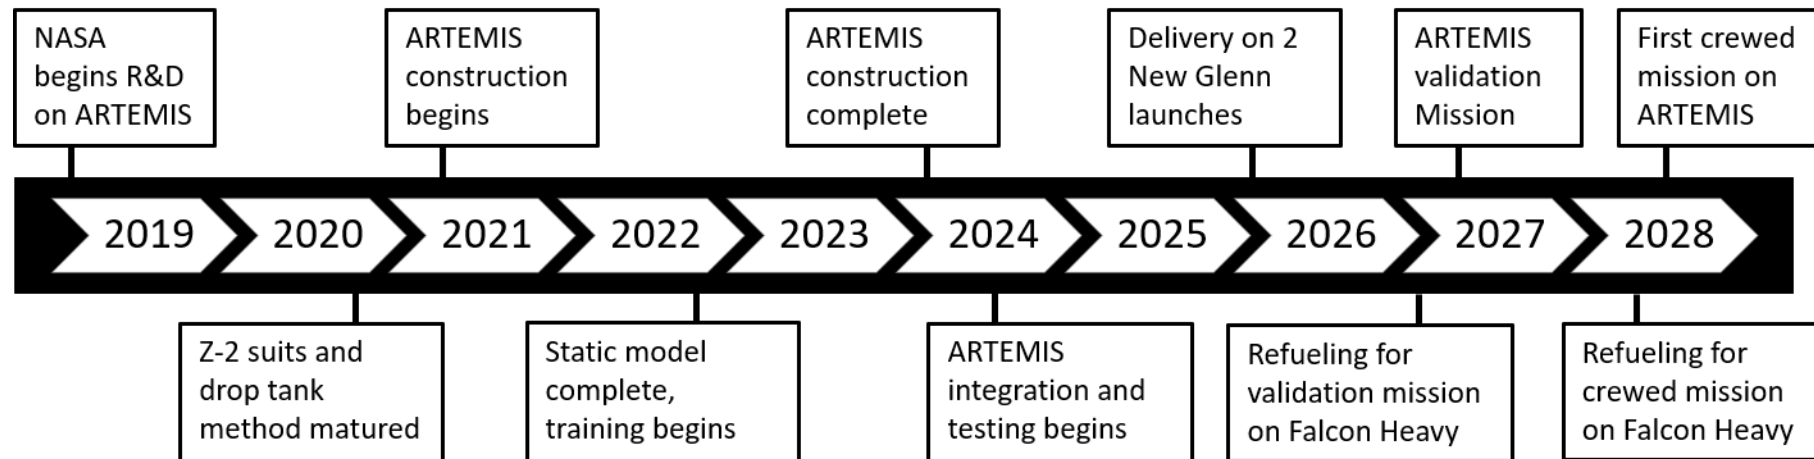 NASA
begins R&D
on ARTEMIS
ARTEMIS
construction
begins
ARTEMIS
construction
complete
Delivery on 2
New Glenn
launches
ARTEMIS
validation
Mission
First crewed
mission on
ARTEMIS
2019
2020
2021
2022
2023
2024
2025
2026
2027
2028
Z-2 suits and
drop tank
method matured
Static model
complete,
training begins
ARTEMIS
integration and
testing begins
Refueling for
validation mission
on Falcon Heavy
Refueling for
crewed mission
on Falcon Heavy